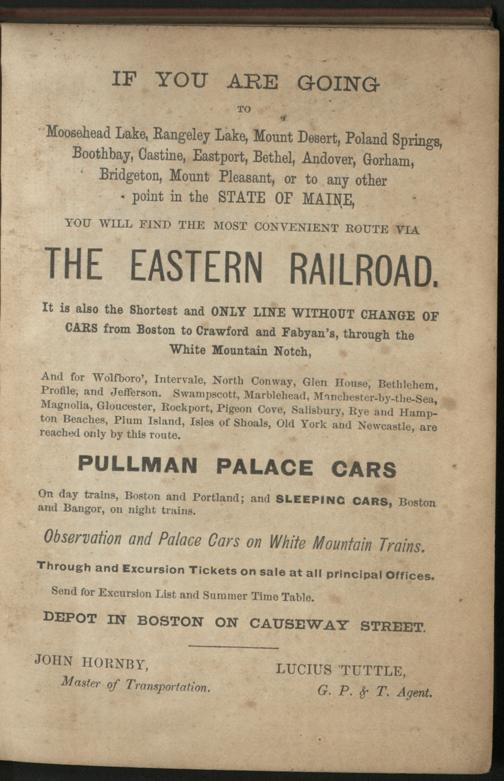 IF YOU ARE GOING
TO
Moosehead Lake, Rangeley Lake, Mount Desert, Poland Springs,
Boothbay, Castine, Eastport, Bethel, Andover, Gorham,
Bridgeton, Mount Pleasant, or to any other
point in the STATE OF MAINE,
YOU WILL FIND THE MOST CONVENIENT ROUTE VIA
THE EASTERN RAILROAD.
It is also the Shortest and ONLY LINE WITHOUT CHANGE OF
CARS from Boston to Crawford and Fabyan's, through the
White Mountain Notch,
And for Wolfboro', Intervale, North Conway, Glen House, Bethlehem,
Profile, and Jefferson. Swampscott, Marblehead, Manchester-by-the-Sea,
Magnolia, Gloucester, Rockport, Pigeon Cove, Salisbury, Rye and Hamp-
ton Beaches, Plum Island, Isles of Shoals, Old York and Newcastle, are
reached only by this route.
PULLMAN PALACE CARS
On day trains, Boston and Portland; and SLEEPING CARS, Boston
and Bangor, on night trains.
Observation and Palace Cars on White Mountain Trains.
Through and Excursion Tickets on sale at all principal Offices.
Send for Excursion List and Summer Time Table.
DEPOT IN BOSTON ON CAUSEWAY STREET.
JOHN HORNBY,
Master of Transportation.
LUCIUS TUTTLE,
G. P. & T. Agent.